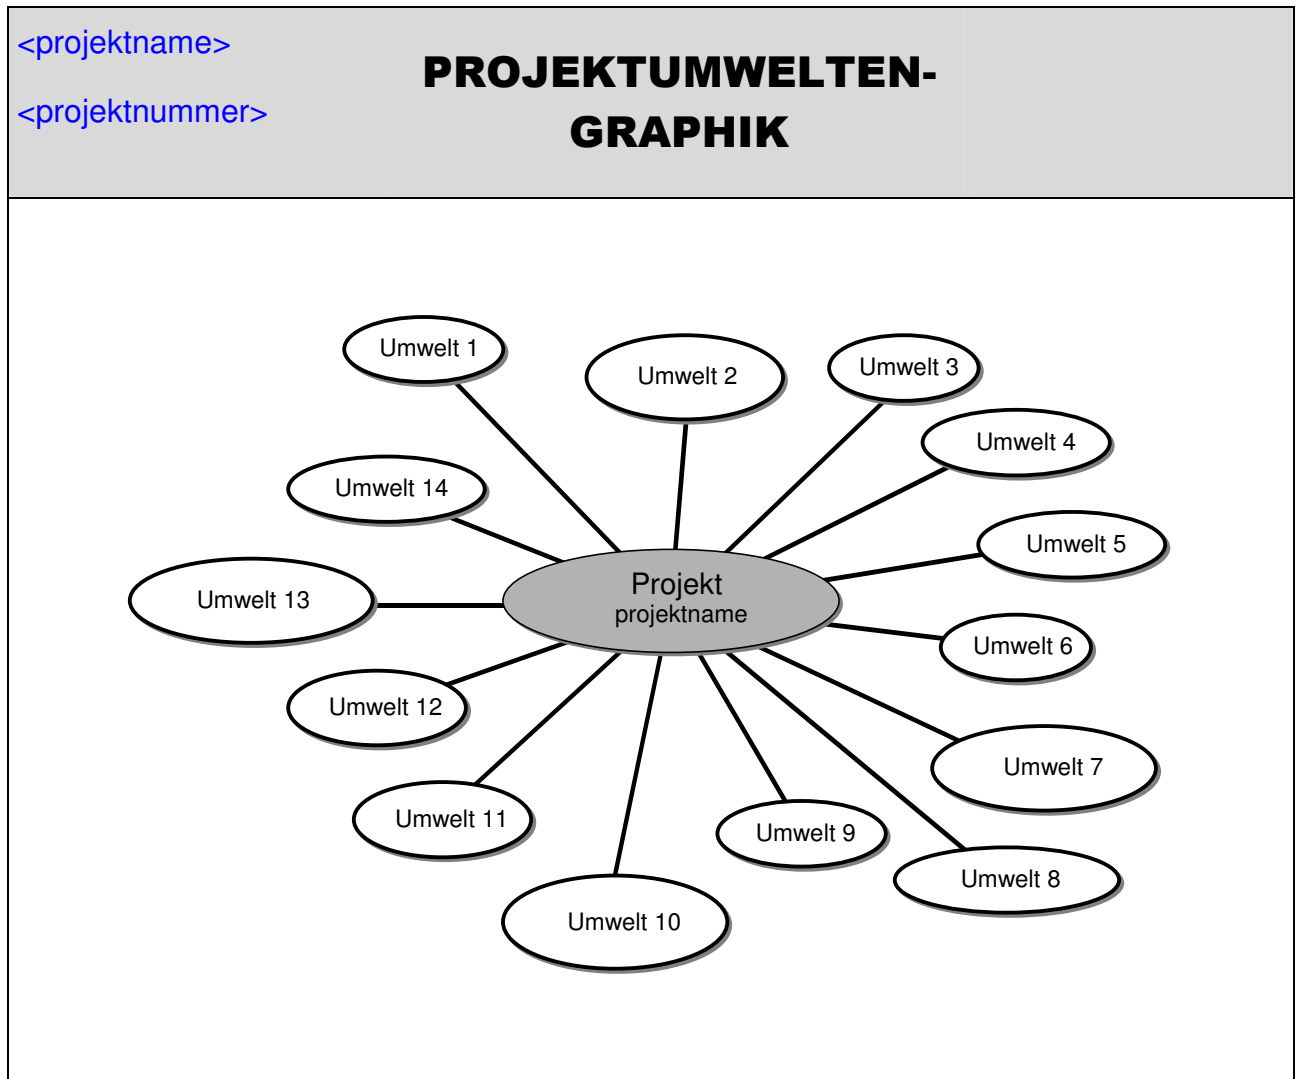 <projektname>
<projektnummer>
PROJEKTUMWELTEN-
GRAPHIK
Umwelt 1
Umwelt 2
Umwelt 3
Umwelt 4
Umwelt 14
Umwelt 5
Projekt
projektname
Umwelt 13
Umwelt 6
Umwelt 12
Umwelt 7
Umwelt 11
Umwelt 9
Umwelt 8
Umwelt 10